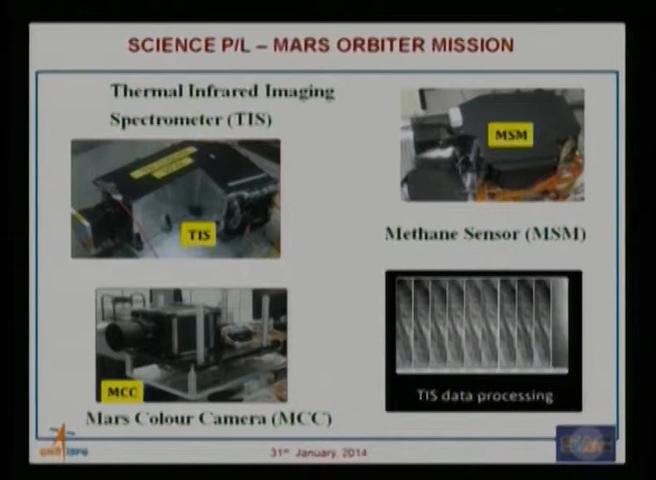 SCIENCE P/L – MARS ORBITER MISSION
Thermal Infrared Imaging
Spectrometer (TIS)
MSM
TIS
Methane Sensor (MSM)
MCC
Mars Colour Camera (MCC)
TIS data processing
31st January, 2014